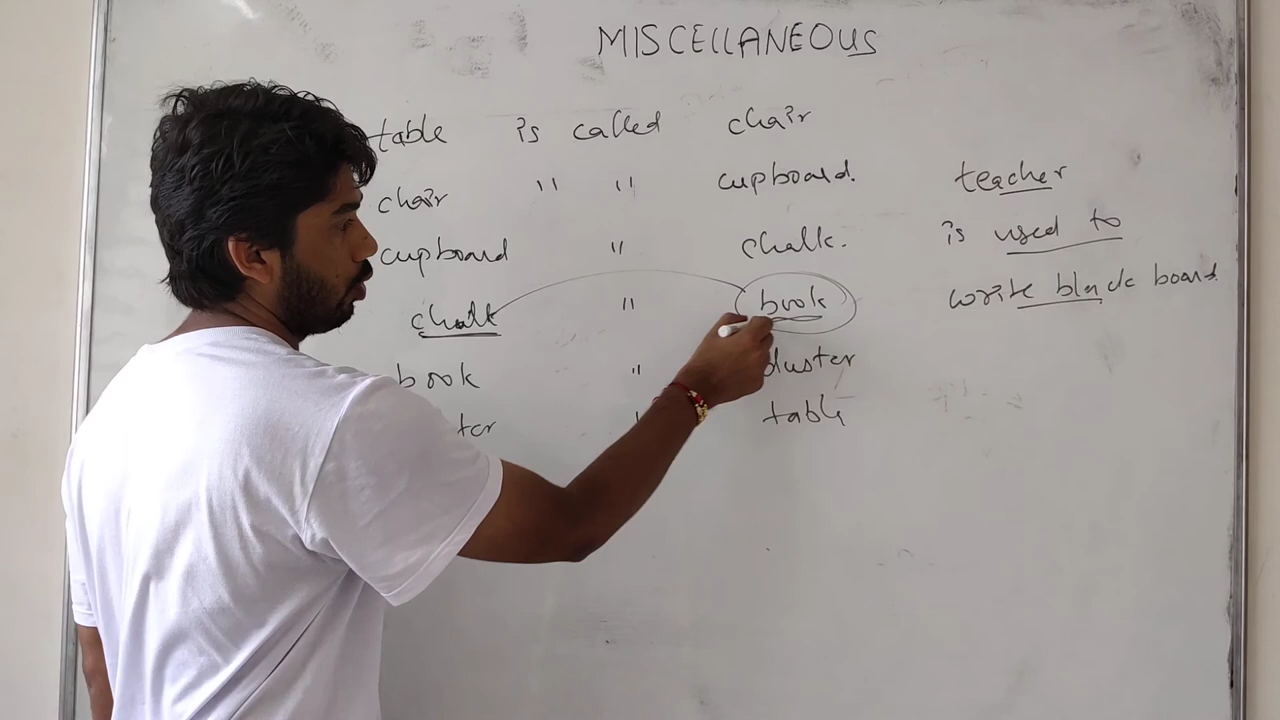 MISCELLANEOUS
table is called chair
chair " " cupboard.
cupboard " chalk.
chalk " book
book " duster
ter " table
teacher
is used to
write black board.